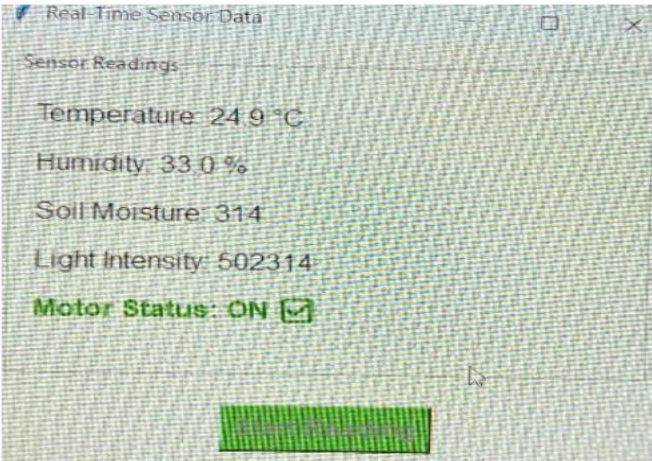 Real-Time Sensor Data
Sensor Readings
Temperature: 24.9 °C
Humidity: 33.0 %
Soil Moisture: 314
Light Intensity: 502314
Motor Status: ON ☑